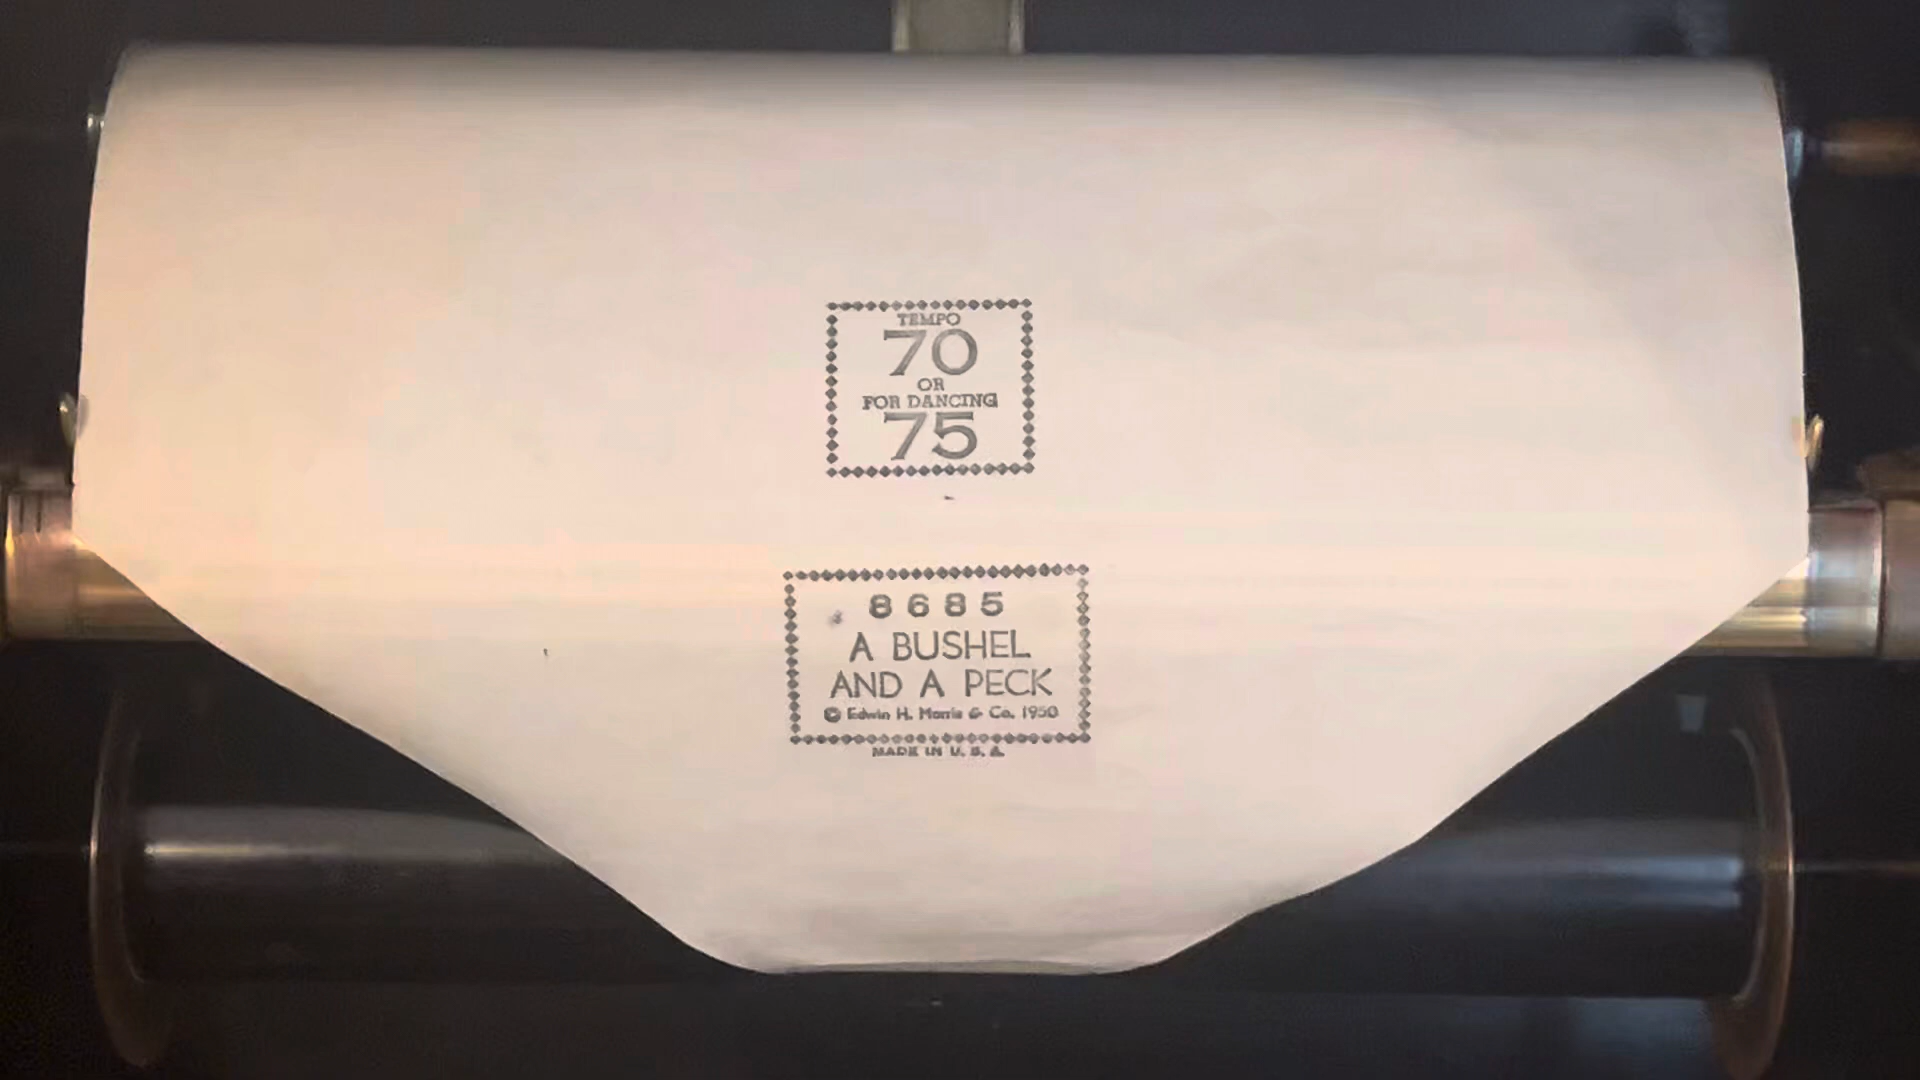 TEMPO
70
OR
FOR DANCING
75
8685
A BUSHEL
AND A PECK
© Edwin H. Morris & Co. 1950
MADE IN U. S. A.